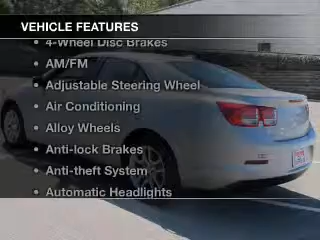 VEHICLE FEATURES
• 4-Wheel Disc Brakes
• AM/FM
• Adjustable Steering Wheel
• Air Conditioning
• Alloy Wheels
• Anti-lock Brakes
• Anti-theft System
• Automatic Headlights